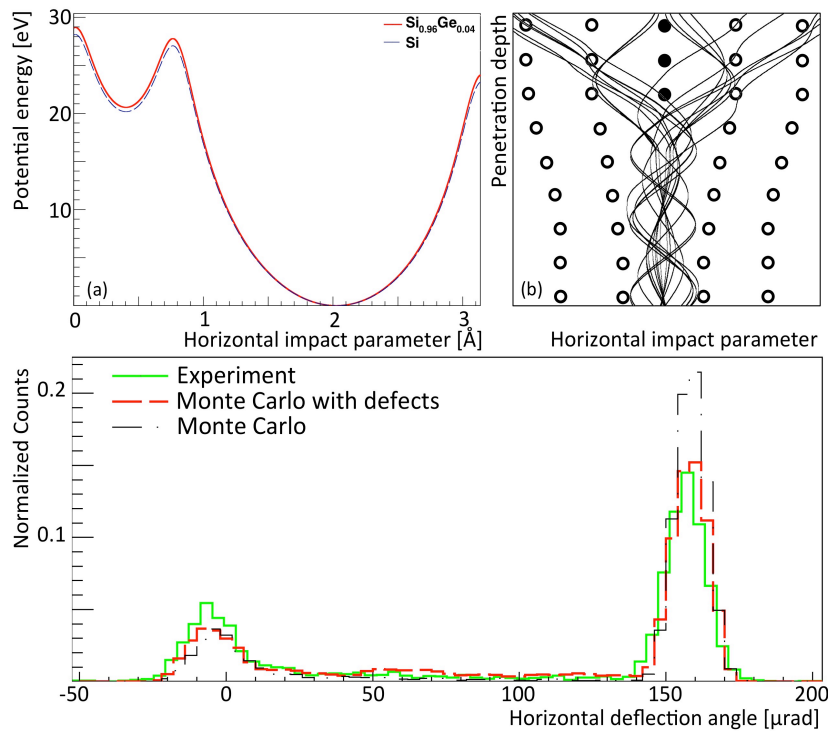 Potential energy [eV]
30
20
10
Si0.96Ge0.04
Si
(a)
0
1
2
3
Horizontal impact parameter [Å]
Penetration depth
(b)
Horizontal impact parameter
Normalized Counts
0.2
0.1
Experiment
Monte Carlo with defects
Monte Carlo
-50
0
50
100
150
200
Horizontal deflection angle [µrad]